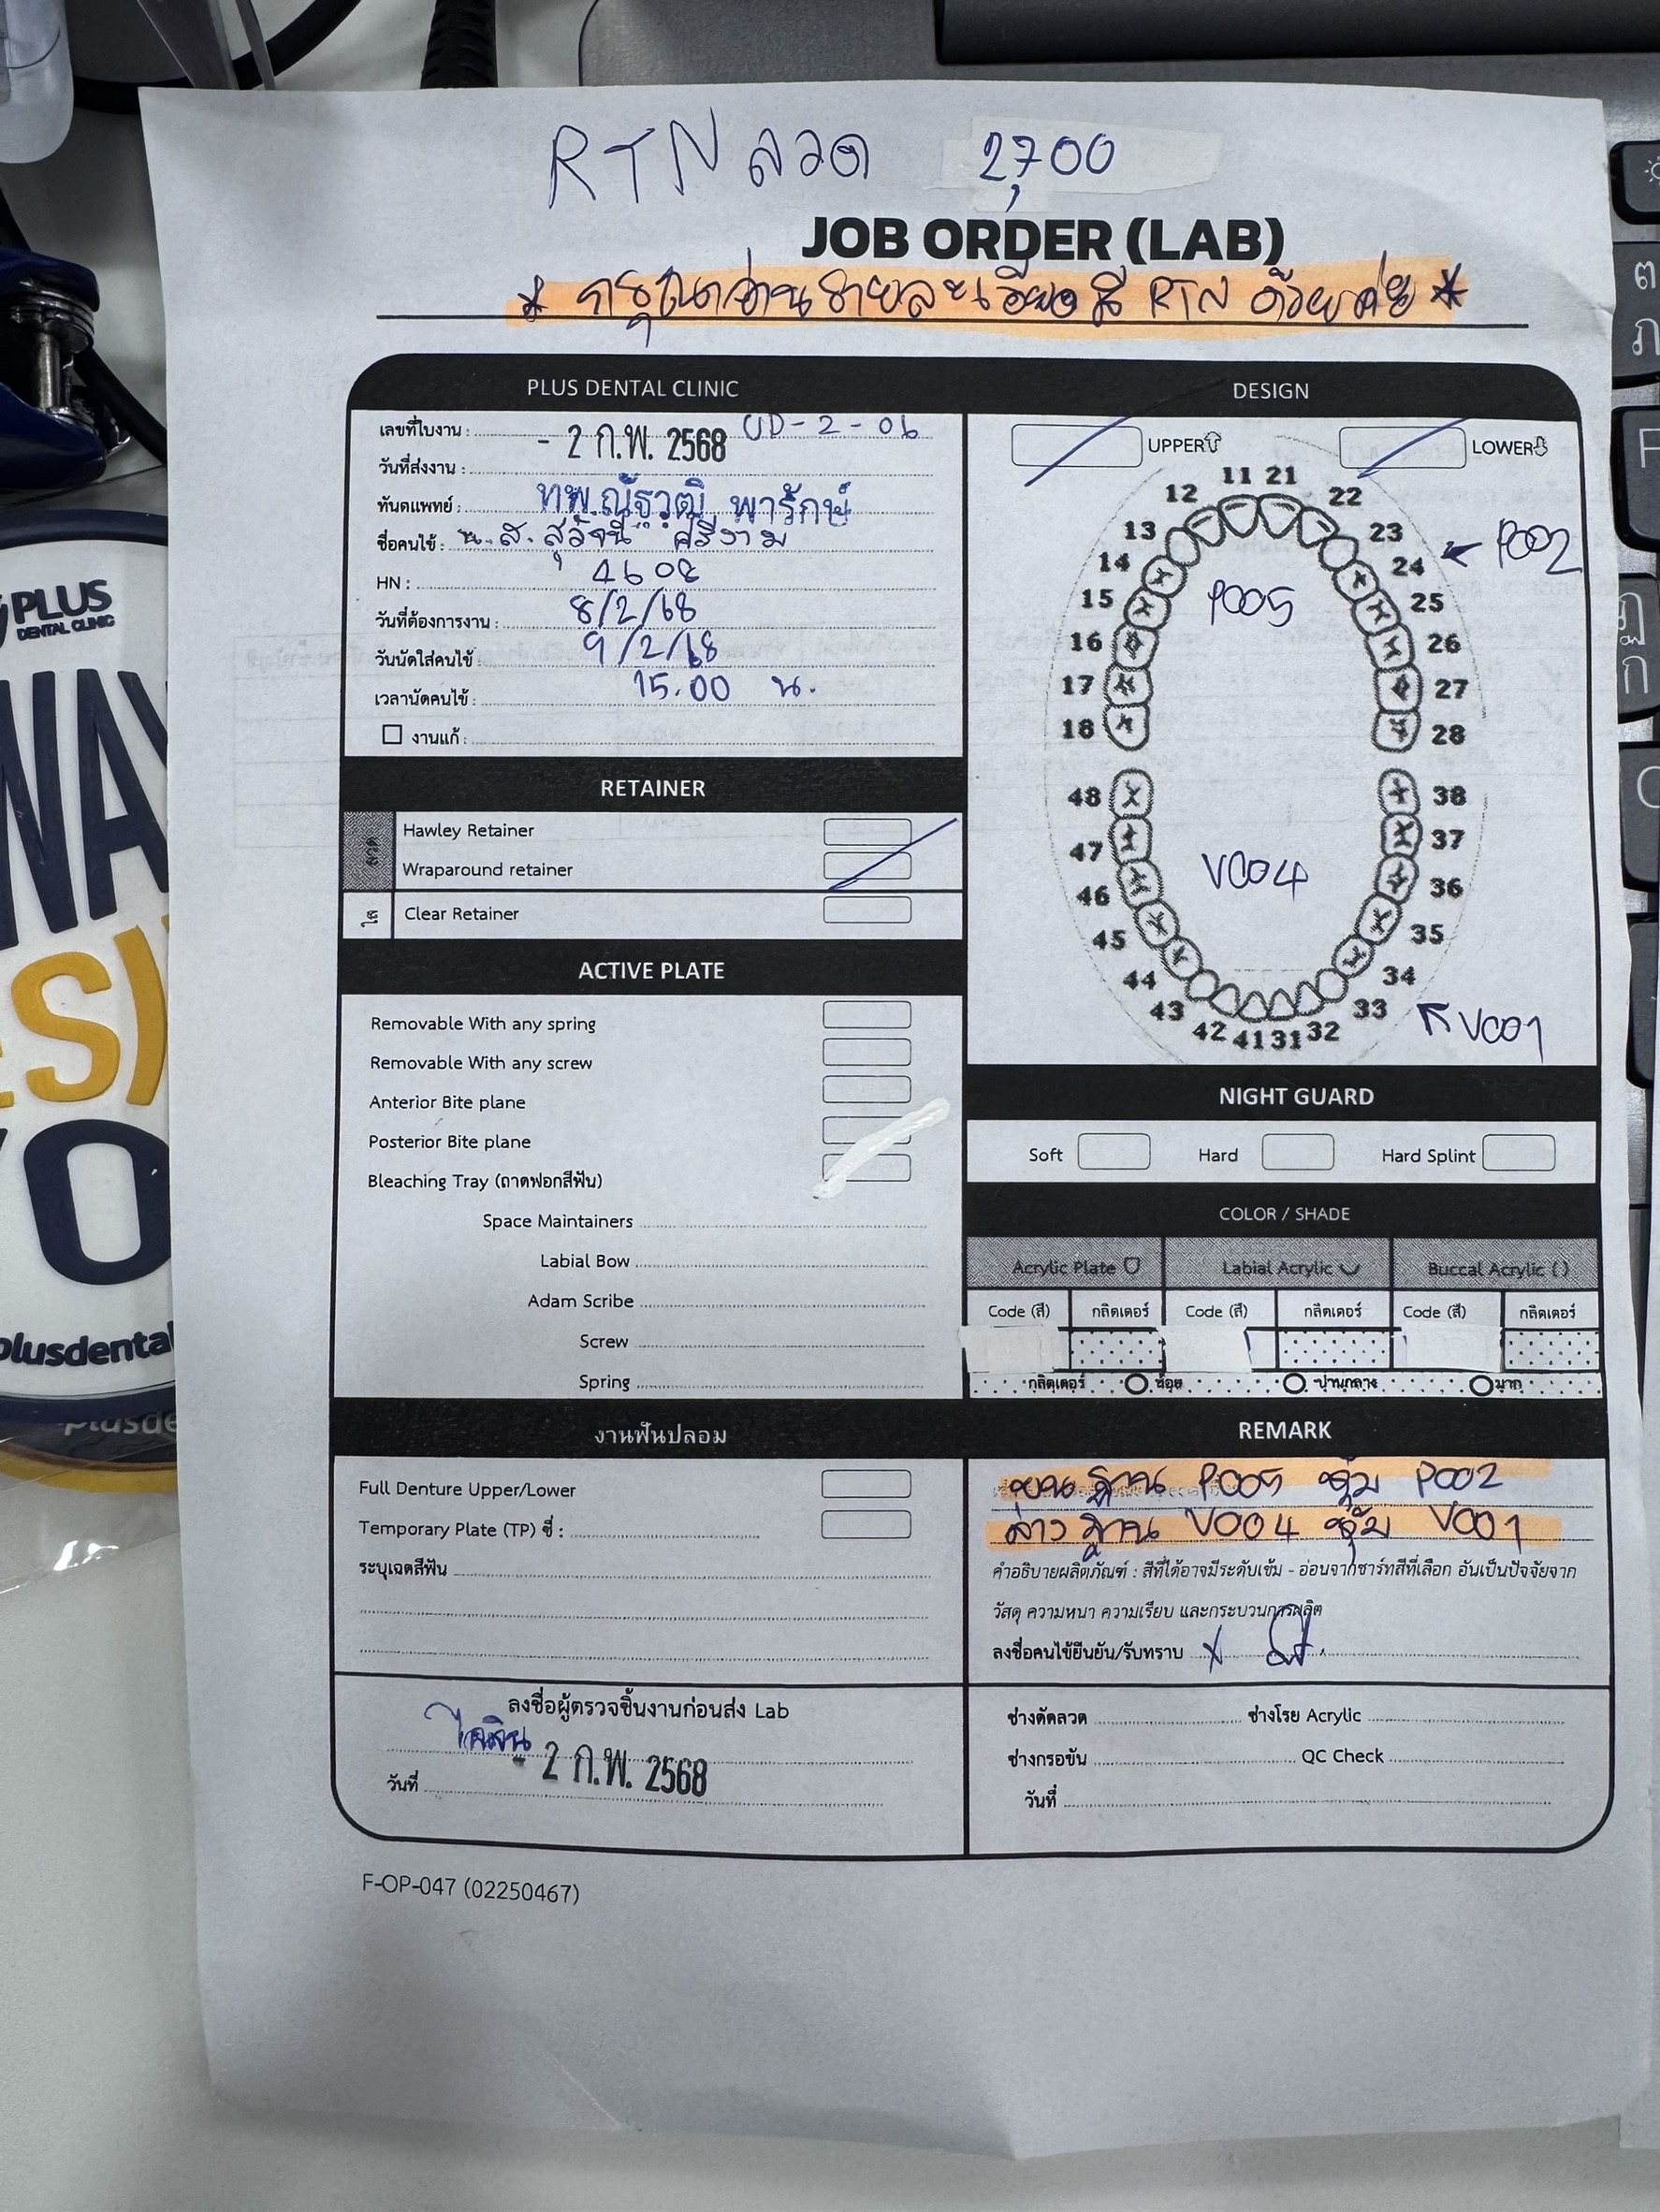 RTN ลวด 2,700
JOB ORDER (LAB)
* กรุณาอ่านรายละเอียดสี RTN ด้วยค่ะ *
PLUS DENTAL CLINIC
เลขที่ใบงาน : UD-2-06
วันที่ส่งงาน : - 2 ก.พ. 2568
ทันตแพทย์ : ทพ.ณัฐวุฒิ พารักษ์
ชื่อคนไข้ : น.ส. สุวัจนี ศรีงาม
HN : 4608
วันที่ต้องการงาน : 8/2/68
วันนัดใส่คนไข้ : 9/2/68
เวลานัดคนไข้ : 15.00 น.
งานแก้ :
DESIGN
UPPER LOWER
11 21
12 22
13 23
14 24 P002
15 P005 25
16 26
17 27
18 28
48 38
47 37
46 V004 36
45 35
44 34
43 33 V001
42 41 31 32
RETAINER
ลวด
Hawley Retainer
Wraparound retainer
ใส
Clear Retainer
ACTIVE PLATE
Removable With any spring
Removable With any screw
Anterior Bite plane
Posterior Bite plane
Bleaching Tray (ถาดฟอกสีฟัน)
Space Maintainers
Labial Bow
Adam Scribe
Screw
Spring
NIGHT GUARD
Soft Hard Hard Splint
COLOR / SHADE
Acrylic Plate Labial Acrylic Buccal Acrylic ()
Code (สี) กลิตเตอร์ Code (สี) กลิตเตอร์ Code (สี) กลิตเตอร์
กลิตเตอร์ น้อย ปานกลาง มาก
งานฟันปลอม
Full Denture Upper/Lower
Temporary Plate (TP) ซี่ :
ระบุเฉดสีฟัน
REMARK
บน ฐาน P005 หุ้ม P002
ล่าง ฐาน V004 หุ้ม V001
คำอธิบายผลิตภัณฑ์ : สีที่ได้อาจมีระดับเข้ม - อ่อนจากชาร์ทสีที่เลือก อันเป็นปัจจัยจาก
วัสดุ ความหนา ความเรียบ และกระบวนการผลิต
ลงชื่อคนไข้ยืนยัน/รับทราบ x
ลงชื่อผู้ตรวจชิ้นงานก่อนส่ง Lab
วันที่ - 2 ก.พ. 2568
ช่างดัดลวด ช่างโรย Acrylic
ช่างกรอขัน QC Check
วันที่
F-OP-047 (02250467)
PLUS
DENTAL CLINIC
plusdental